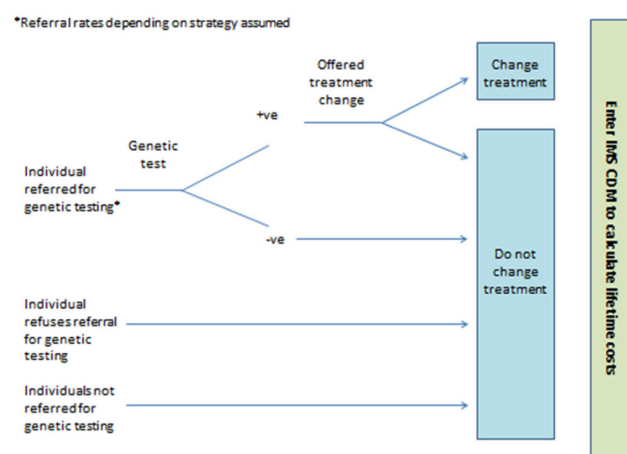 *Referral rates depending on strategy assumed
Offered
treatment
change
Change
treatment
+ve
Genetic
test
Individual
referred for
genetic testing*
-ve
Do not
change
treatment
Individual
refuses referral
for genetic
testing
Individuals not
referred for
genetic testing
Enter IMS CDM to calculate lifetime costs